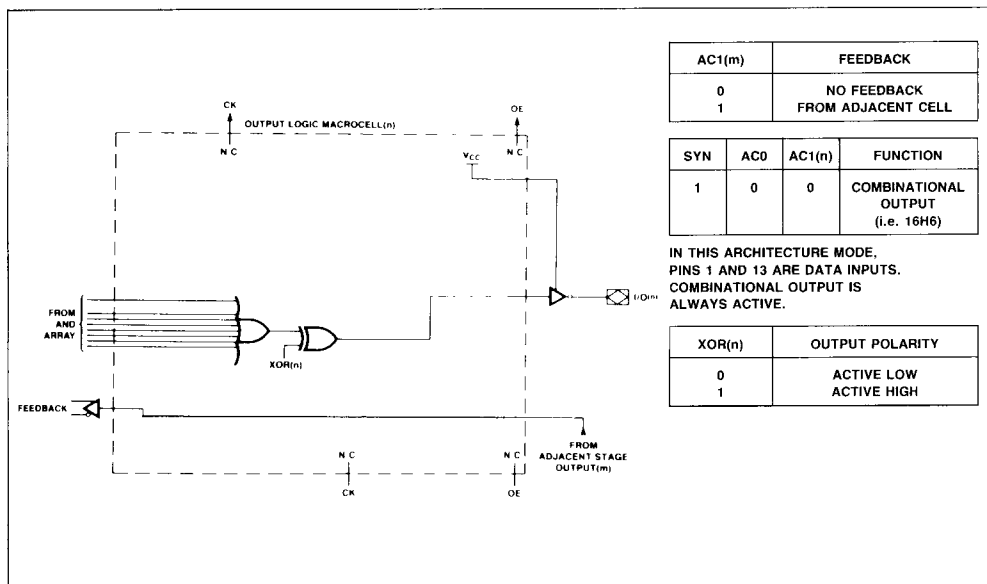 CK
OUTPUT LOGIC MACROCELL(n)
OE
N C
N C
VCC
FROM
AND
ARRAY
XOR(n)
I/O(n)
FEEDBACK
FROM
ADJACENT STAGE
OUTPUT(m)
N C
N C
CK
OE
AC1(m) FEEDBACK
0 NO FEEDBACK
1 FROM ADJACENT CELL
SYN AC0 AC1(n) FUNCTION
1 0 0 COMBINATIONAL
OUTPUT
(i.e. 16H6)
IN THIS ARCHITECTURE MODE,
PINS 1 AND 13 ARE DATA INPUTS.
COMBINATIONAL OUTPUT IS
ALWAYS ACTIVE.
XOR(n) OUTPUT POLARITY
0 ACTIVE LOW
1 ACTIVE HIGH